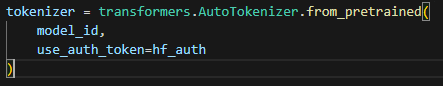 tokenizer = transformers.AutoTokenizer.from_pretrained(
    model_id,
    use_auth_token=hf_auth
)